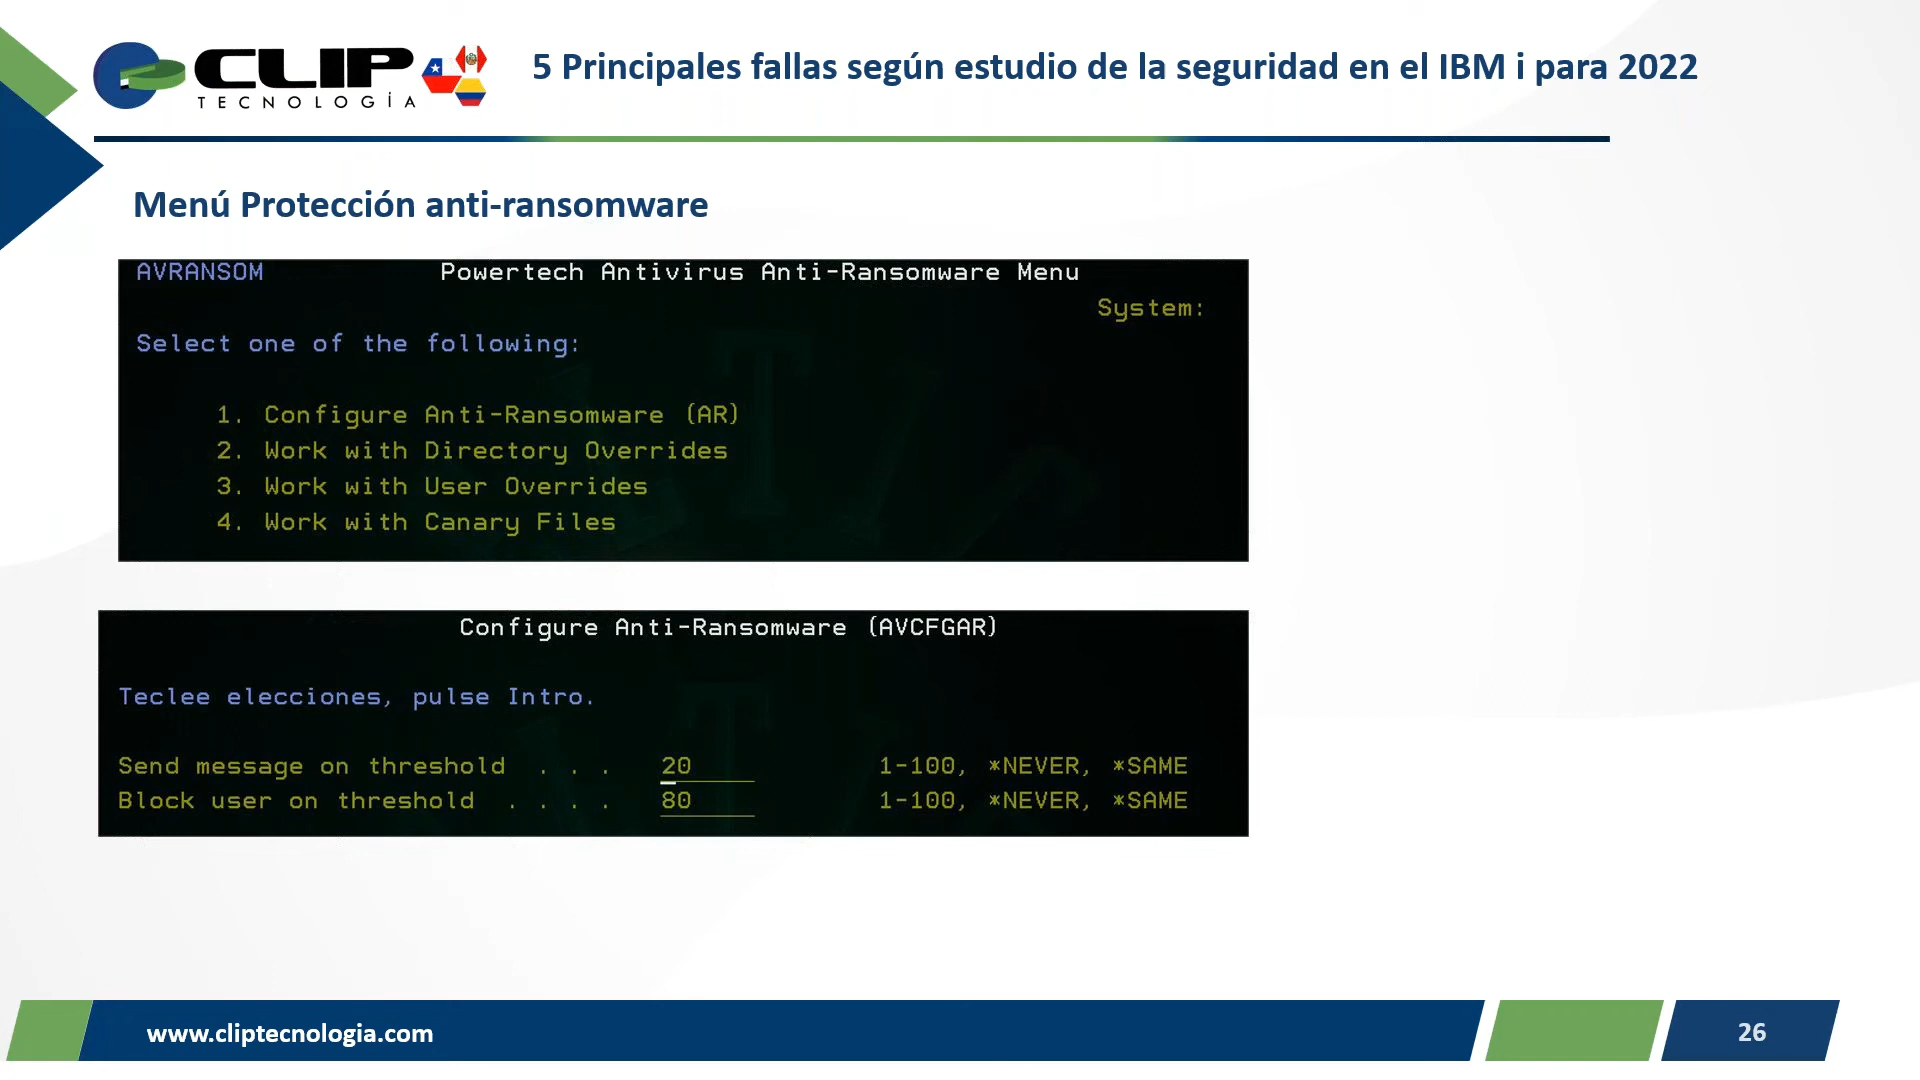 CLIP
TECNOLOGÍA
5 Principales fallas según estudio de la seguridad en el IBM i para 2022
Menú Protección anti-ransomware
AVRANSOM Powertech Antivirus Anti-Ransomware Menu
System:
Select one of the following:
1. Configure Anti-Ransomware (AR)
2. Work with Directory Overrides
3. Work with User Overrides
4. Work with Canary Files
Configure Anti-Ransomware (AVCFGAR)
Teclee elecciones, pulse Intro.
Send message on threshold . . . 20 1-100, *NEVER, *SAME
Block user on threshold . . . . 80 1-100, *NEVER, *SAME
www.cliptecnologia.com
26